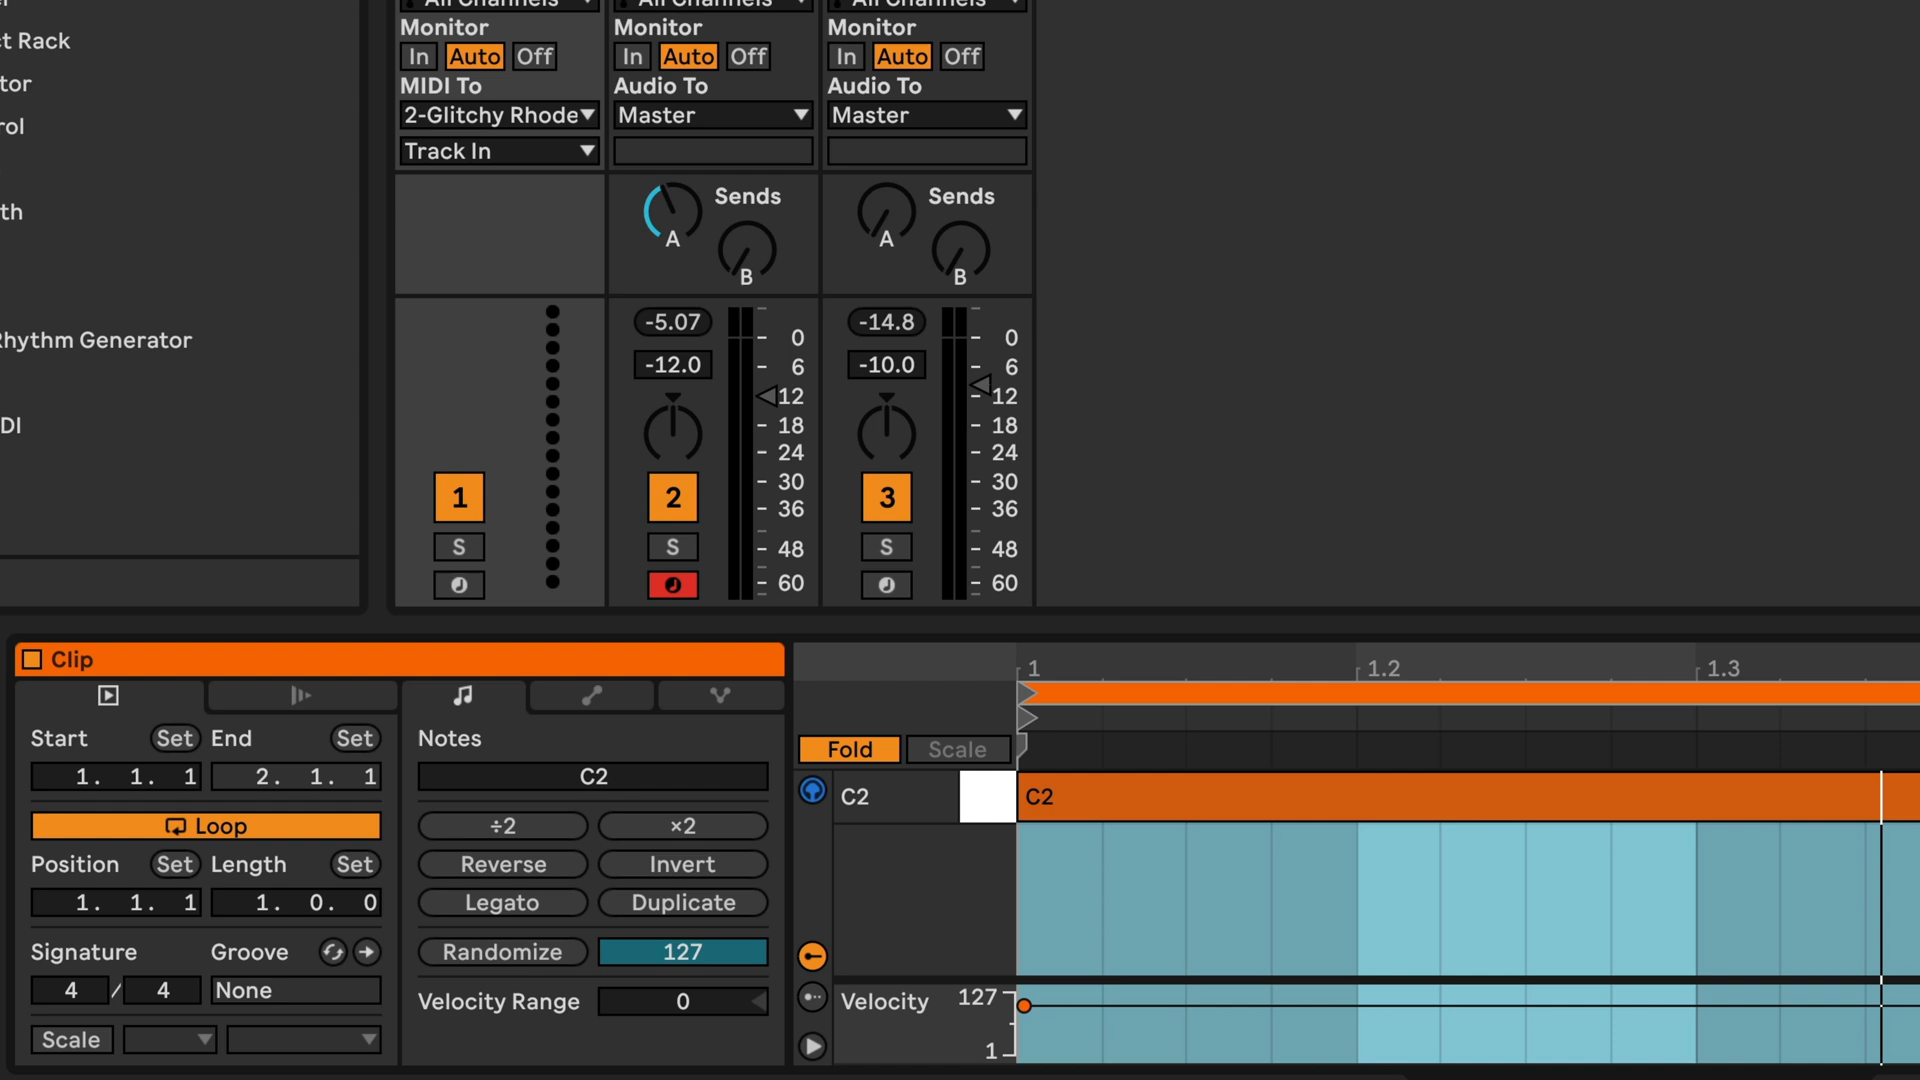 t Rack
tor
rol
th
Rhythm Generator
DI
All Channels All Channels All Channels
Monitor Monitor Monitor
In Auto Off In Auto Off In Auto Off
MIDI To Audio To Audio To
2-Glitchy Rhode Master Master
Track In
Sends Sends
A A
B B
-5.07 -14.8
-12.0 -10.0
0 0
6 6
12 12
18 18
24 24
30 30
36 36
48 48
60 60
1 2 3
S S S
Clip
Start Set End Set
1. 1. 1 2. 1. 1
Loop
Position Set Length Set
1. 1. 1 1. 0. 0
Signature Groove
4 / 4 None
Scale
Notes
C2
÷2 ×2
Reverse Invert
Legato Duplicate
Randomize 127
Velocity Range 0
1 1.2 1.3
Fold Scale
C2 C2
Velocity 127
1